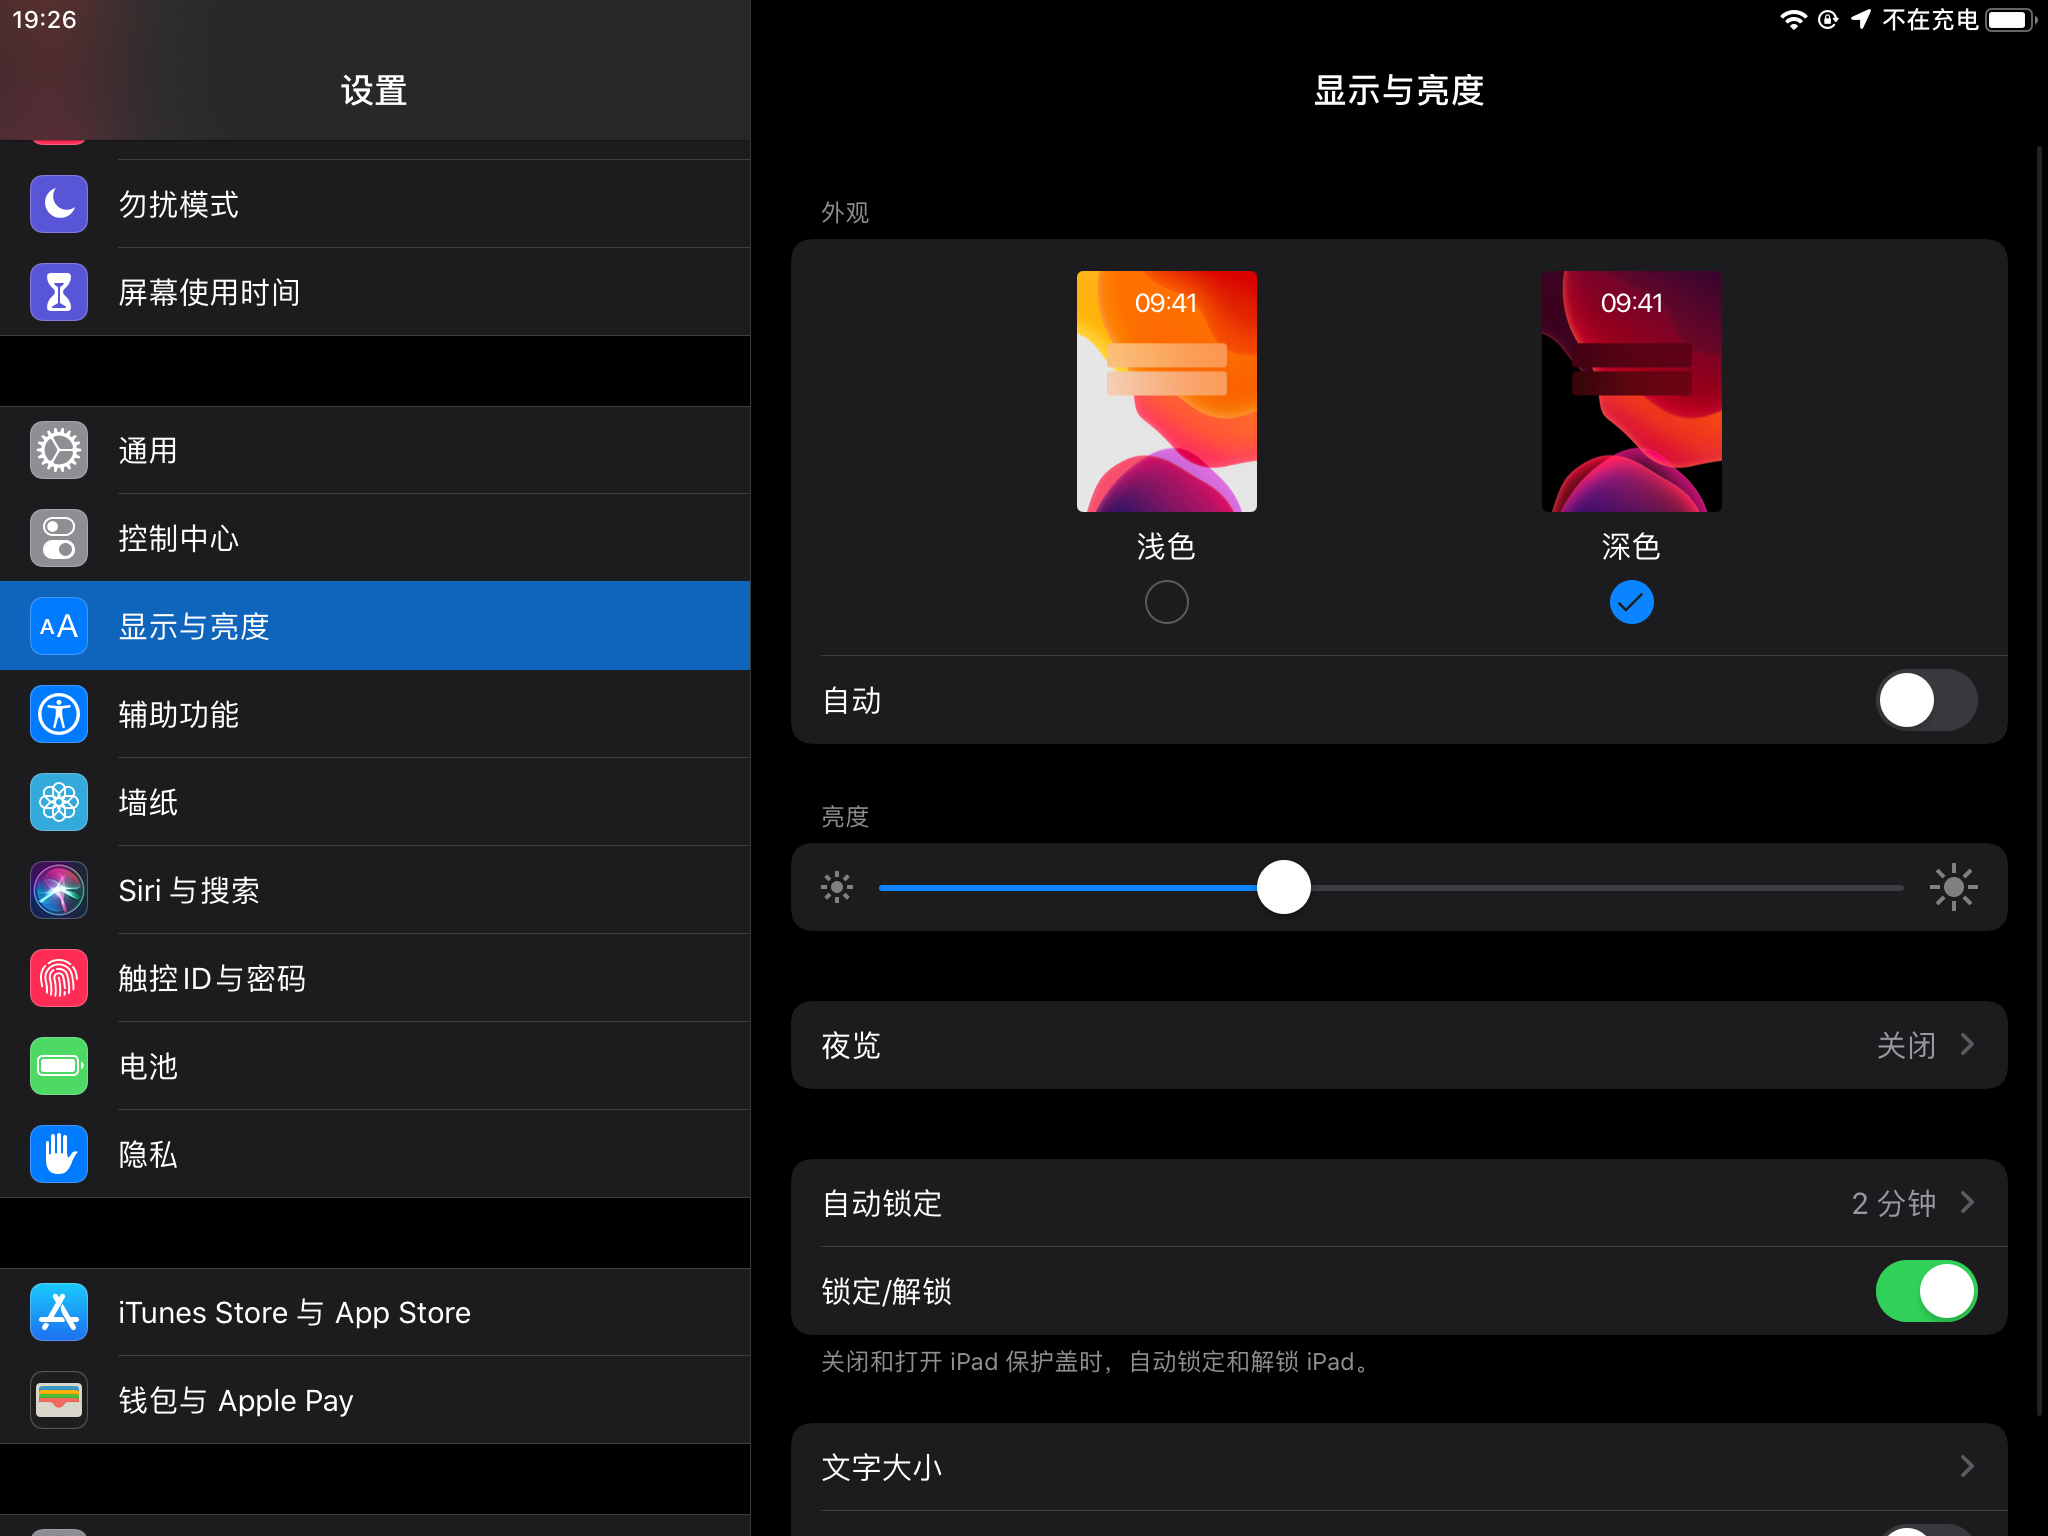 19:26
不在充电
设置
勿扰模式
屏幕使用时间
通用
控制中心
AA
显示与亮度
辅助功能
墙纸
Siri 与搜索
触控 ID 与密码
电池
隐私
iTunes Store 与 App Store
钱包与 Apple Pay
显示与亮度
外观
09:41
09:41
浅色
深色
自动
亮度
夜览
关闭
自动锁定
2 分钟
锁定/解锁
关闭和打开 iPad 保护盖时，自动锁定和解锁 iPad。
文字大小